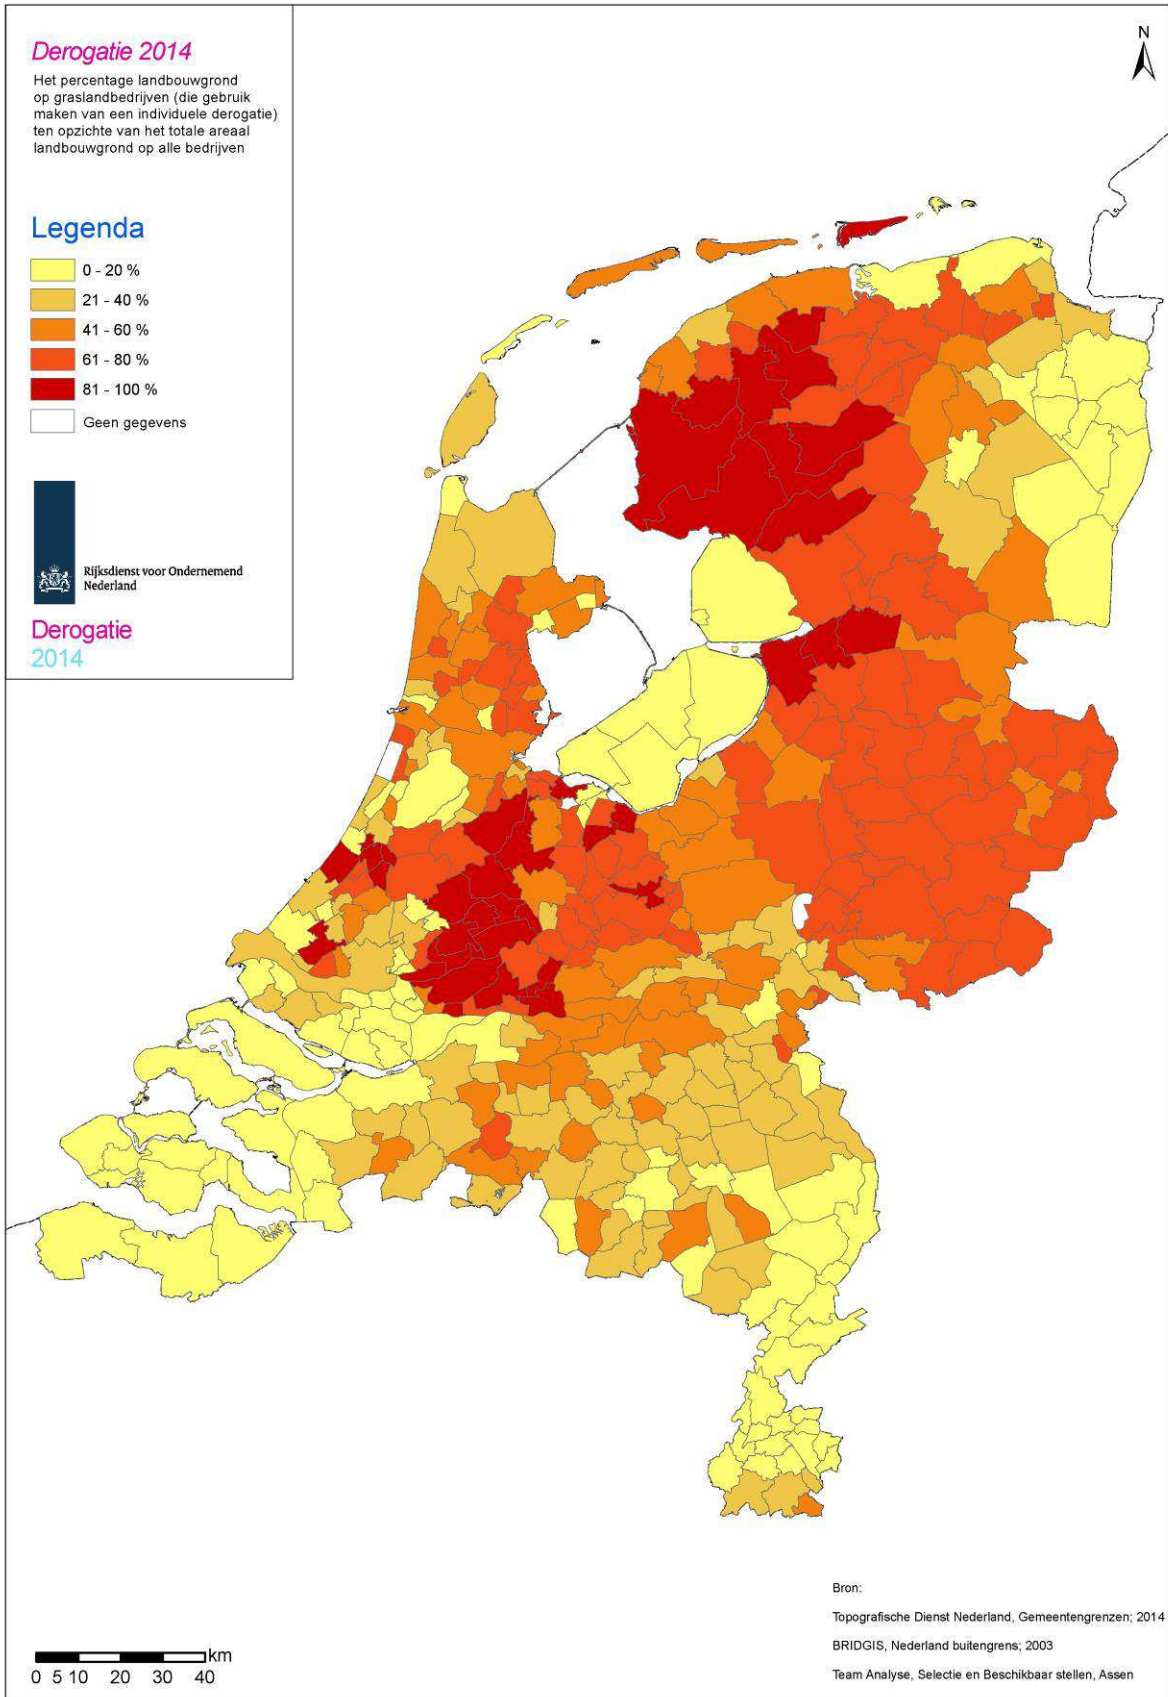 Derogatie 2014
Het percentage landbouwgrond
op graslandbedrijven (die gebruik
maken van een individuele derogatie)
ten opzichte van het totale areaal
landbouwgrond op alle bedrijven
Legenda
0 - 20 %
21 - 40 %
41 - 60 %
61 - 80 %
81 - 100 %
Geen gegevens
Rijksdienst voor Ondernemend
Nederland
Derogatie
2014
N
km
0 5 10 20 30 40
Bron:
Topografische Dienst Nederland, Gemeentengrenzen; 2014
BRIDGIS, Nederland buitengrens; 2003
Team Analyse, Selectie en Beschikbaar stellen, Assen